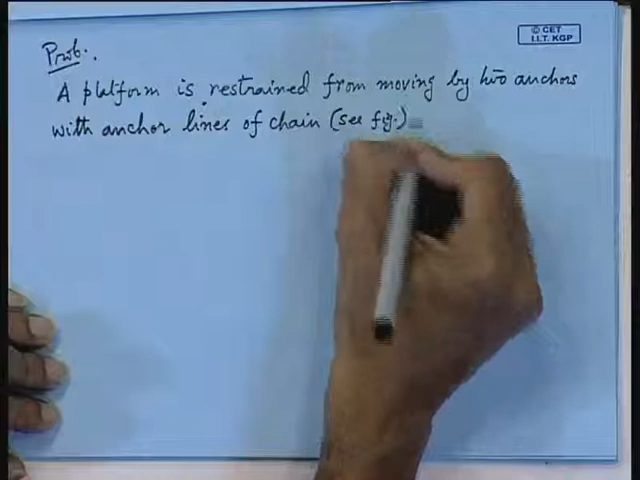 © CET
I.I.T. KGP
Prob.
A platform is restrained from moving by two anchors
with anchor lines of chain (see fig.)